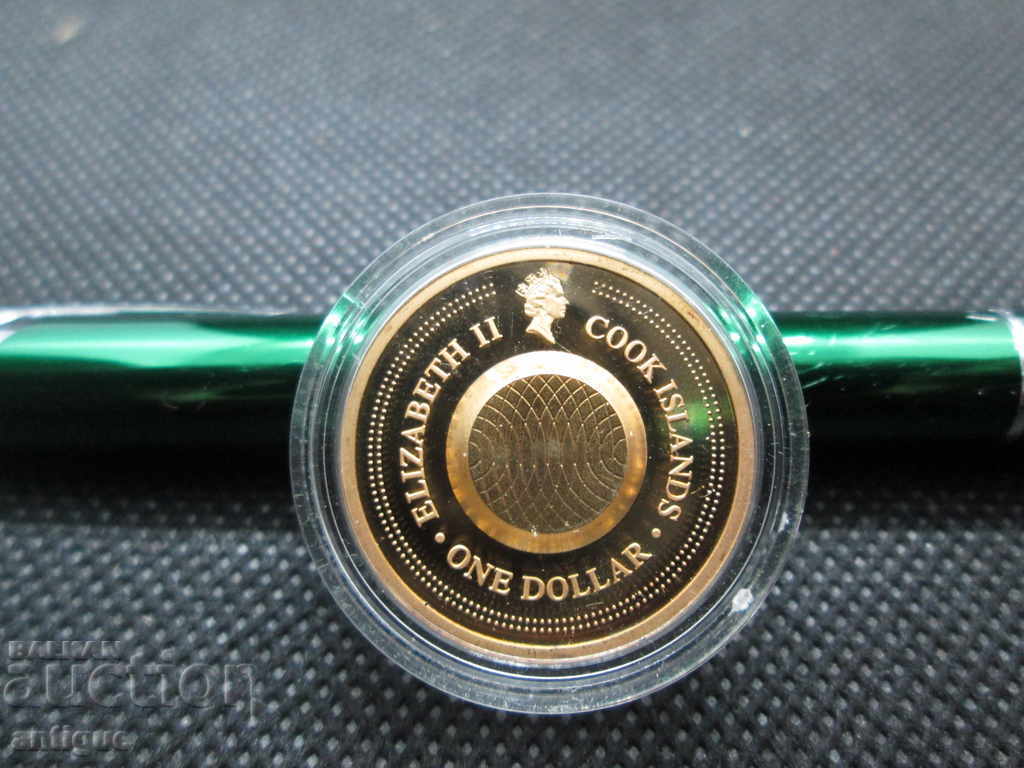 ELIZABETH II
COOK ISLANDS
· ONE DOLLAR ·
BALKAN
auction
antique